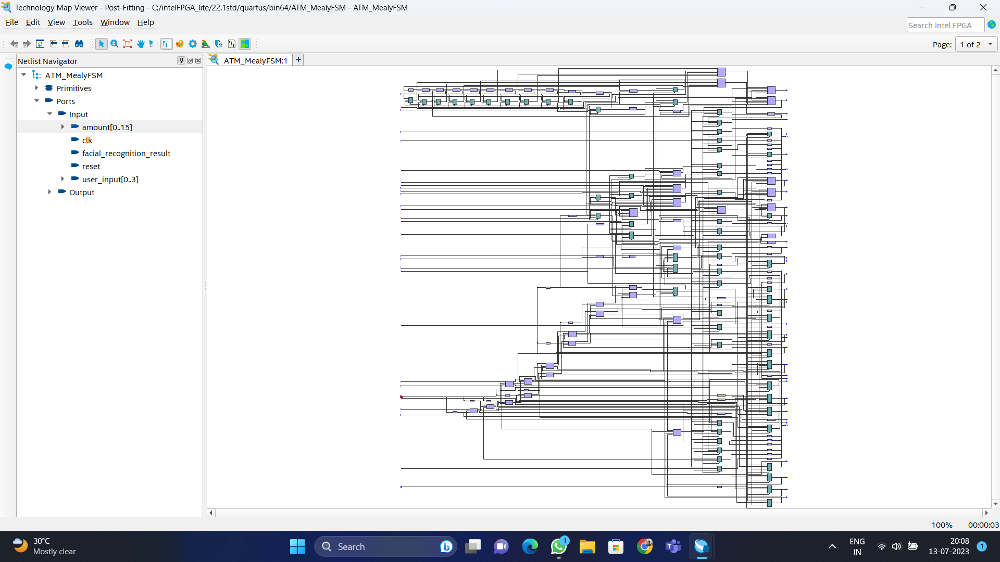 Technology Map Viewer - Post-Fitting - C:/intelFPGA_lite/22.1std/quartus/bin64/ATM_MealyFSM - ATM_MealyFSM
File Edit View Tools Window Help
Search Intel FPGA
Page: 1 of 2
Netlist Navigator
ATM_MealyFSM:1
ATM_MealyFSM
Primitives
Ports
Input
amount[0..15]
clk
facial_recognition_result
reset
user_input[0..3]
Output
100% 00:00:03
30°C
Mostly clear
Search
1
ENG
IN
20:08
13-07-2023
1